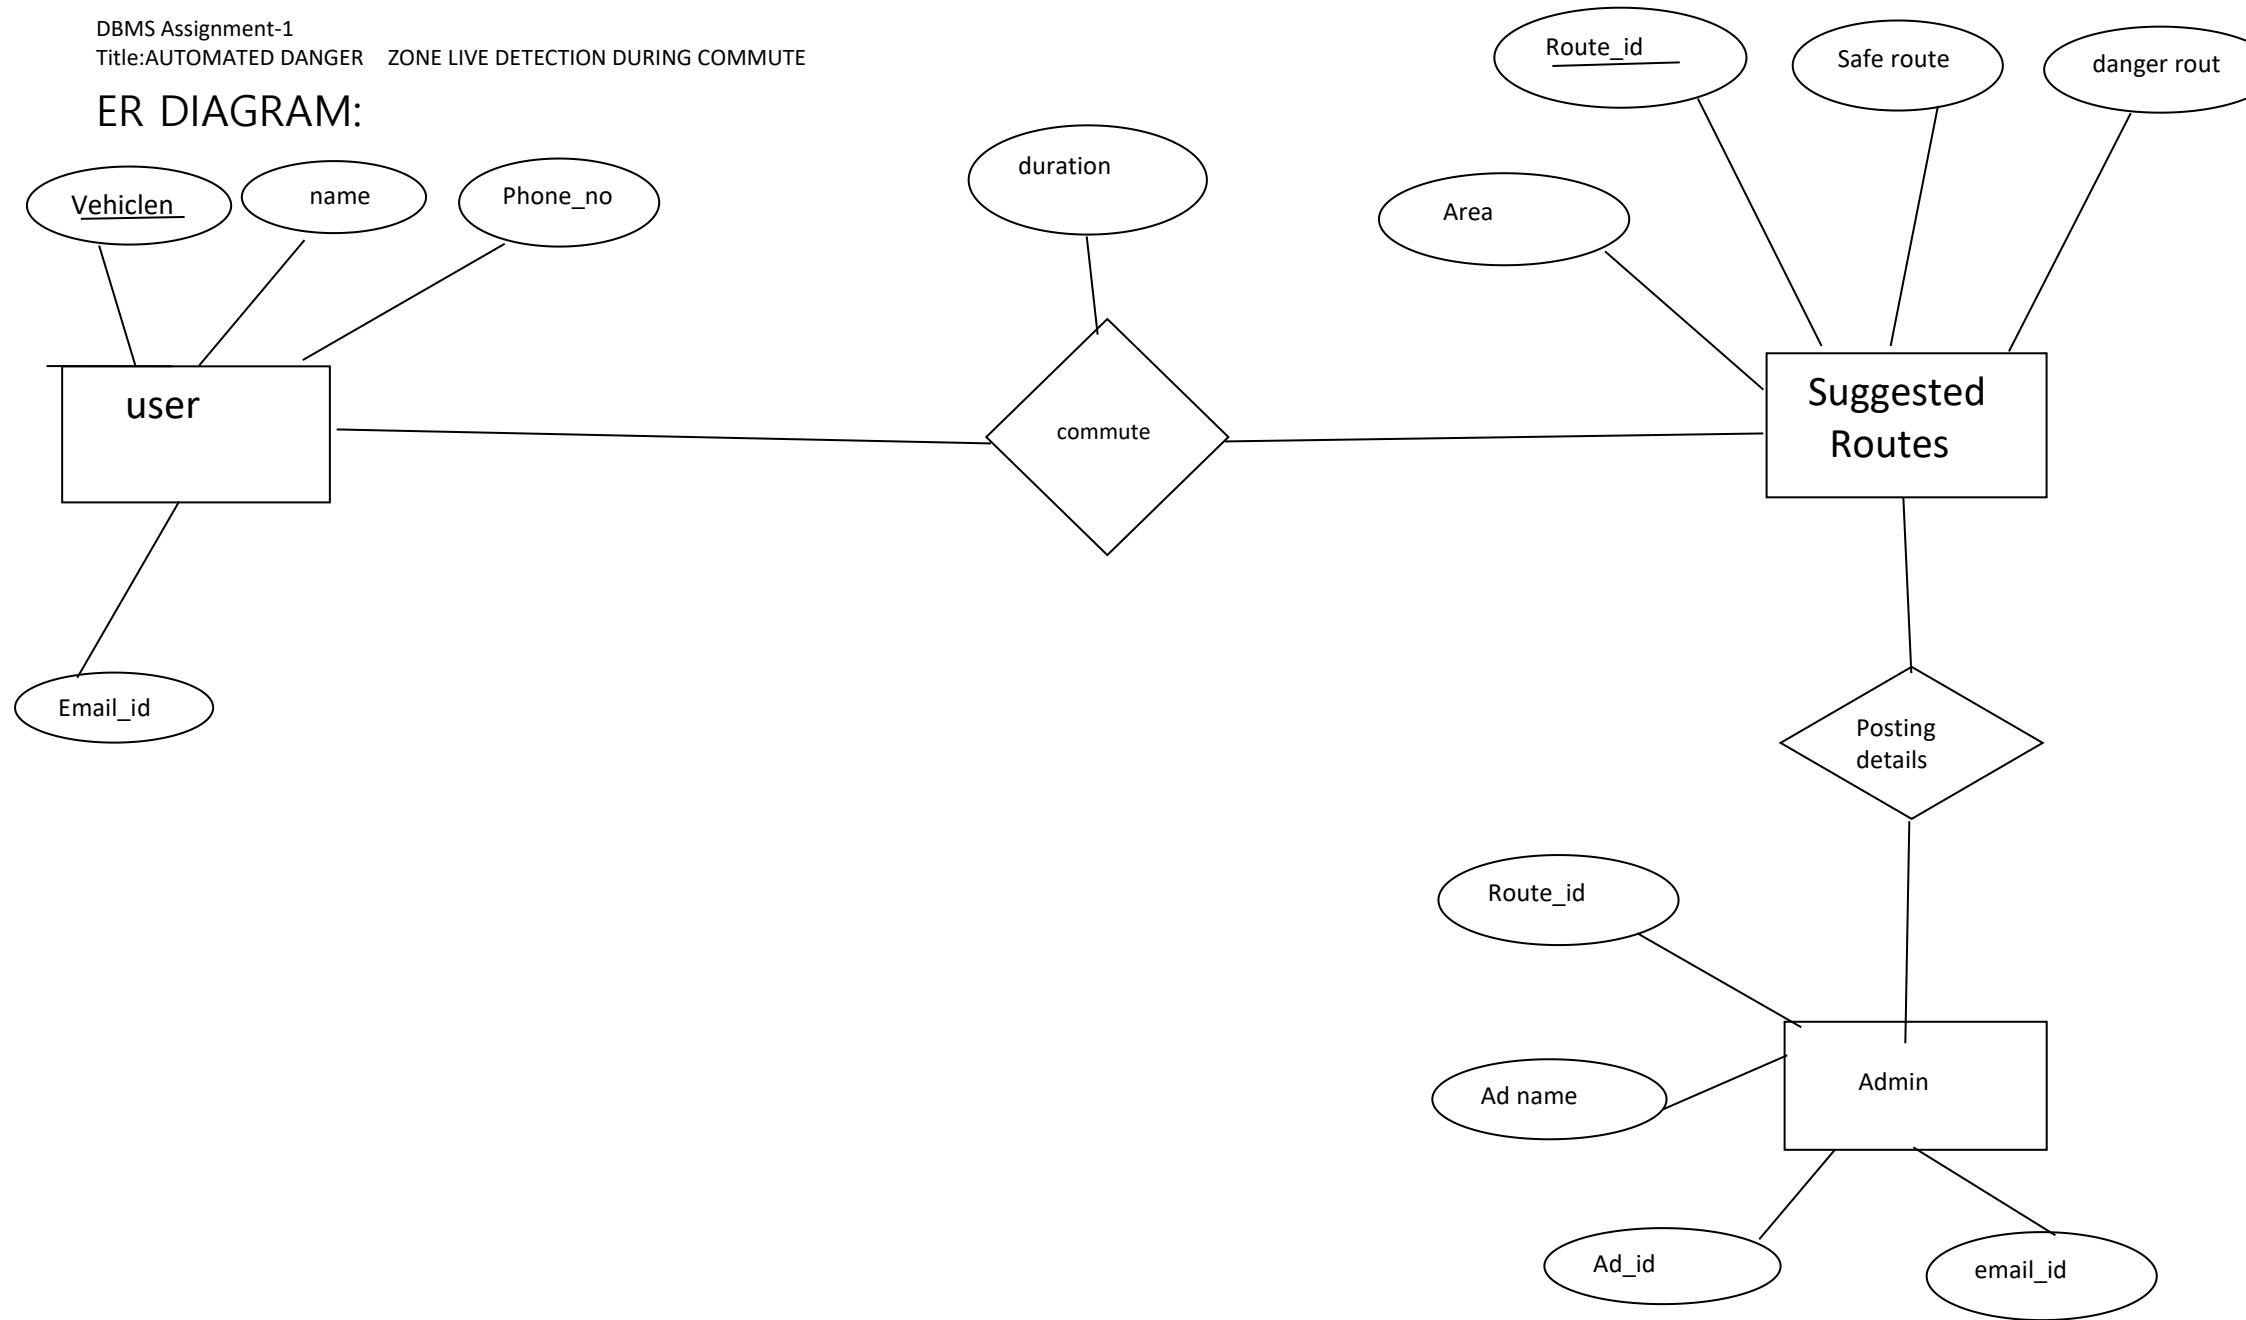 DBMS Assignment-1
Title:AUTOMATED DANGER ZONE LIVE DETECTION DURING COMMUTE
ER DIAGRAM:
Route_id
Safe route
danger rout
Vehiclen
name
Phone_no
duration
Area
user
commute
Suggested
Routes
Email_id
Posting
details
Route_id
Ad name
Admin
Ad_id
email_id